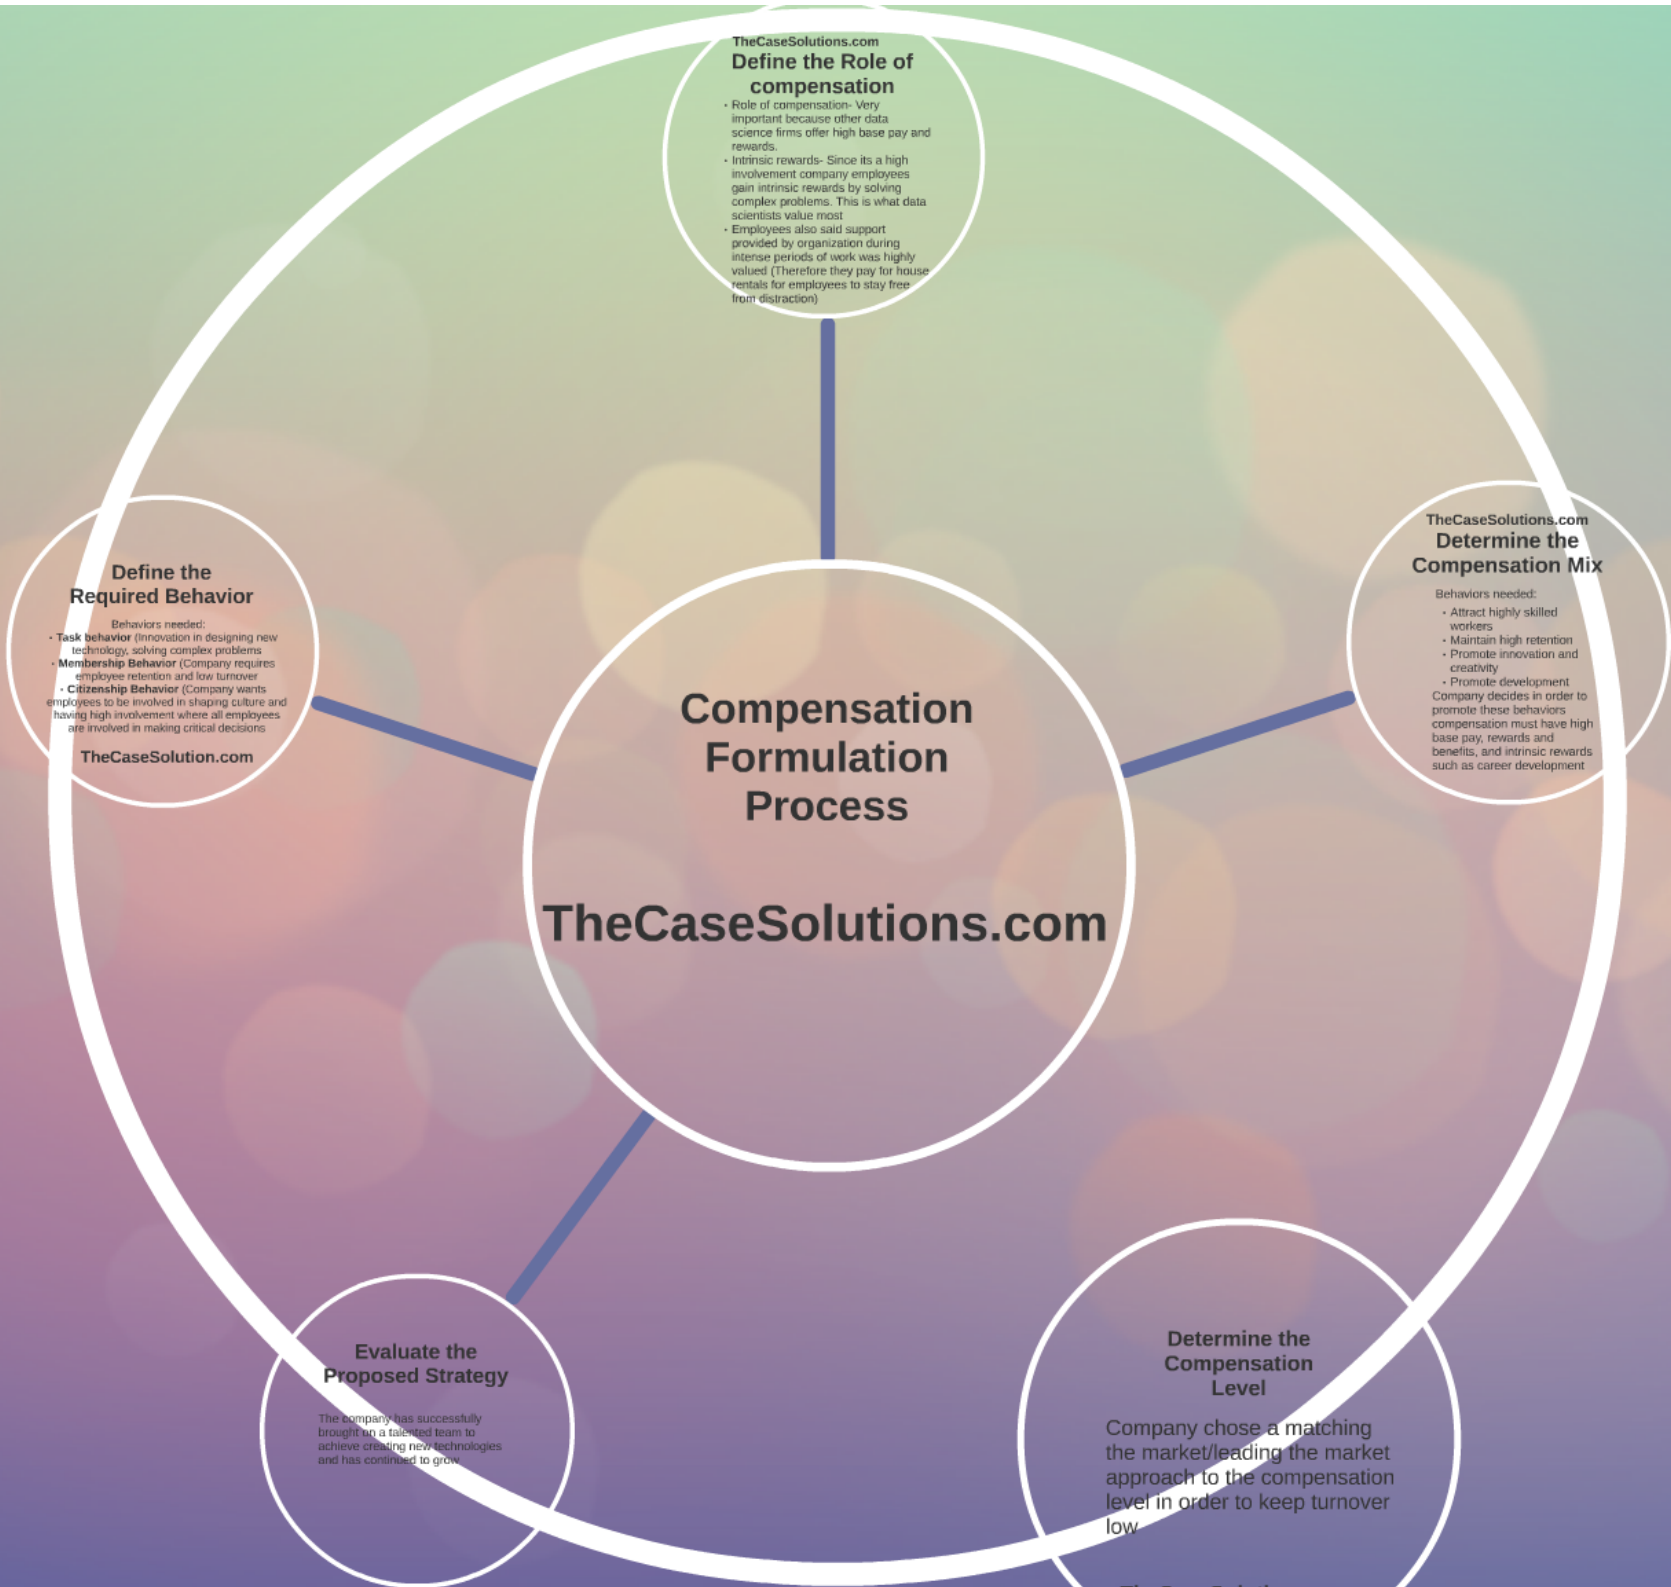 TheCaseSolutions.com
Define the Role of
compensation
• Role of compensation- Very
important because other data
science firms offer high base pay and
rewards.
• Intrinsic rewards- Since its a high
involvement company employees
gain intrinsic rewards by solving
complex problems. This is what data
scientists value most
• Employees also said support
provided by organization during
intense periods of work was highly
valued (Therefore they pay for house
rentals for employees to stay free
from distraction)
Define the
Required Behavior
Behaviors needed:
• Task behavior (Innovation in designing new
technology, solving complex problems
• Membership Behavior (Company requires
employee retention and low turnover
• Citizenship Behavior (Company wants
employees to be involved in shaping culture and
having high involvement where all employees
are involved in making critical decisions
TheCaseSolution.com
TheCaseSolutions.com
Determine the
Compensation Mix
Behaviors needed:
• Attract highly skilled
workers
• Maintain high retention
• Promote innovation and
creativity
• Promote development
Company decides in order to
promote these behaviors
compensation must have high
base pay, rewards and
benefits, and intrinsic rewards
such as career development
Compensation
Formulation
Process
TheCaseSolutions.com
Evaluate the
Proposed Strategy
The company has successfully
brought on a talented team to
achieve creating new technologies
and has continued to grow
Determine the
Compensation
Level
Company chose a matching
the market/leading the market
approach to the compensation
level in order to keep turnover
low